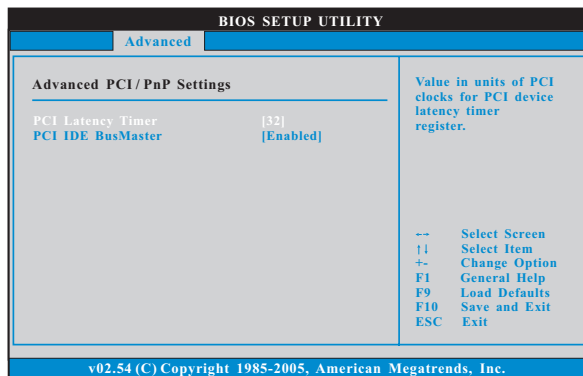 BIOS SETUP UTILITY
Advanced
Advanced PCI / PnP Settings
PCI Latency Timer [32]
PCI IDE BusMaster [Enabled]
Value in units of PCI
clocks for PCI device
latency timer
register.
←→ Select Screen
↑↓ Select Item
+- Change Option
F1 General Help
F9 Load Defaults
F10 Save and Exit
ESC Exit
v02.54 (C) Copyright 1985-2005, American Megatrends, Inc.